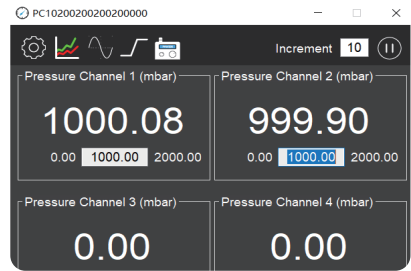 PC10200200200200000
Increment 10
Pressure Channel 1 (mbar)
1000.08
0.00 1000.00 2000.00
Pressure Channel 2 (mbar)
999.90
0.00 1000.00 2000.00
Pressure Channel 3 (mbar)
0.00
Pressure Channel 4 (mbar)
0.00